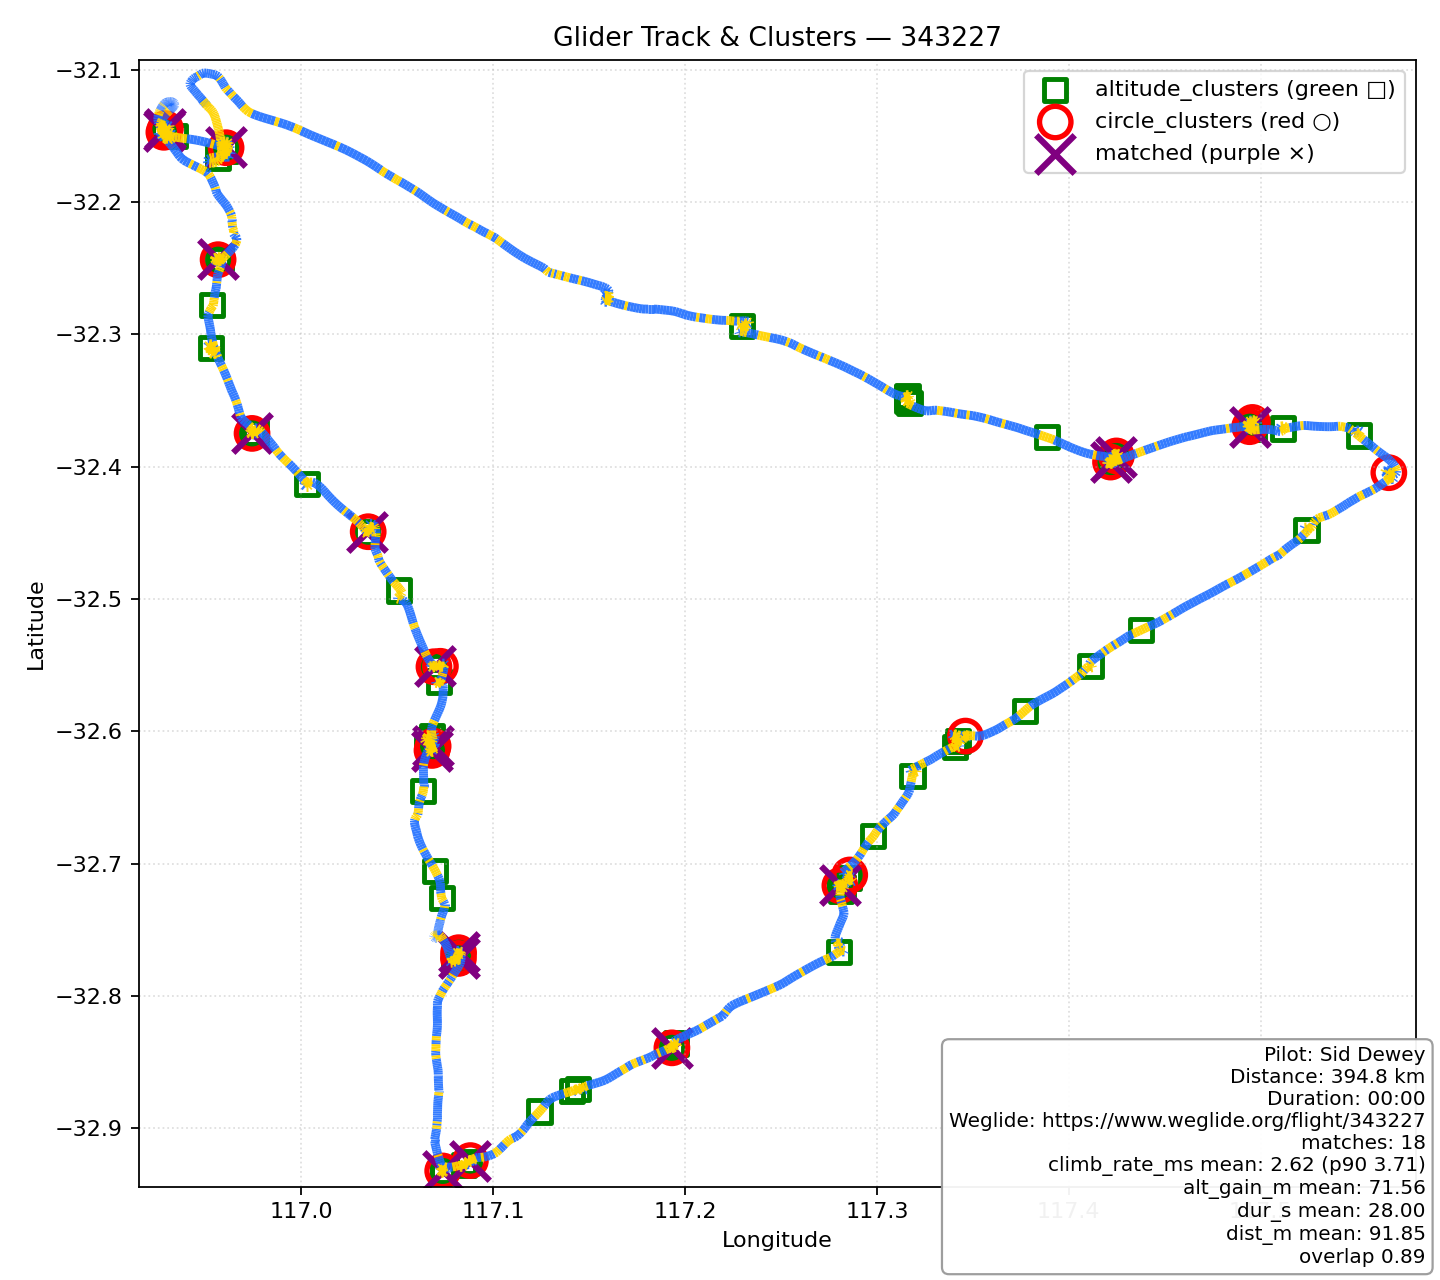 Glider Track & Clusters — 343227
altitude_clusters (green □)
circle_clusters (red ○)
matched (purple ×)
Latitude
−32.1
−32.2
−32.3
−32.4
−32.5
−32.6
−32.7
−32.8
−32.9
117.0
117.1
117.2
117.3
117.4
Longitude
Pilot: Sid Dewey
Distance: 394.8 km
Duration: 00:00
Weglide: https://www.weglide.org/flight/343227
matches: 18
climb_rate_ms mean: 2.62 (p90 3.71)
alt_gain_m mean: 71.56
dur_s mean: 28.00
dist_m mean: 91.85
overlap 0.89